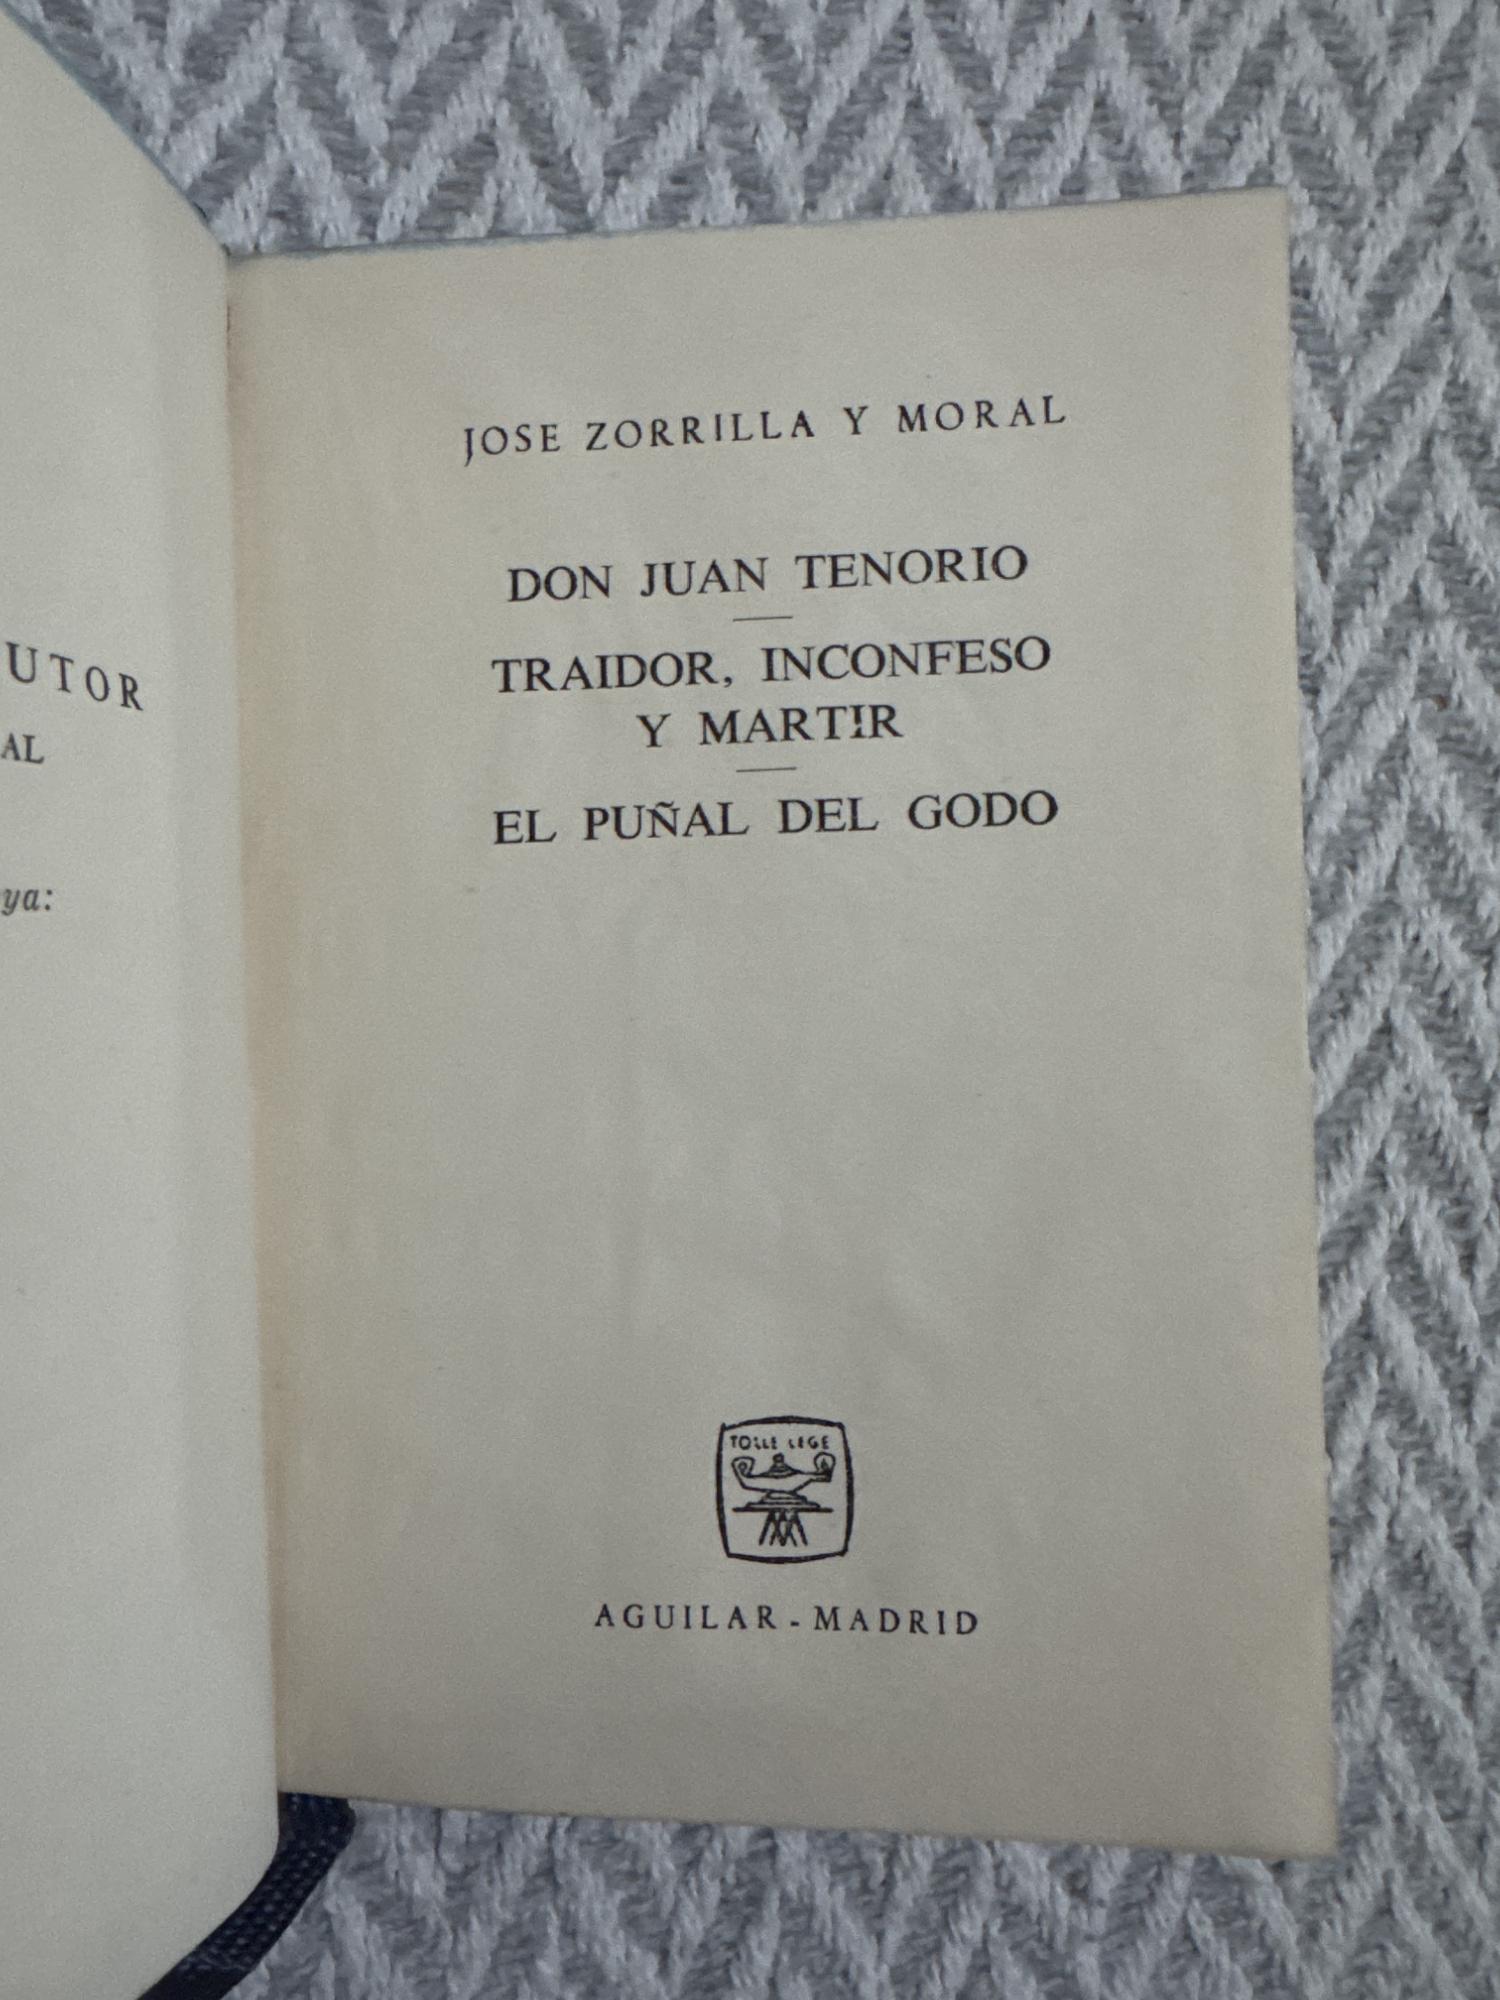 UTOR
AL
ya:
JOSE ZORRILLA Y MORAL
DON JUAN TENORIO
TRAIDOR, INCONFESO
Y MARTIR
EL PUÑAL DEL GODO
TOLLE LEGE
AGUILAR - MADRID